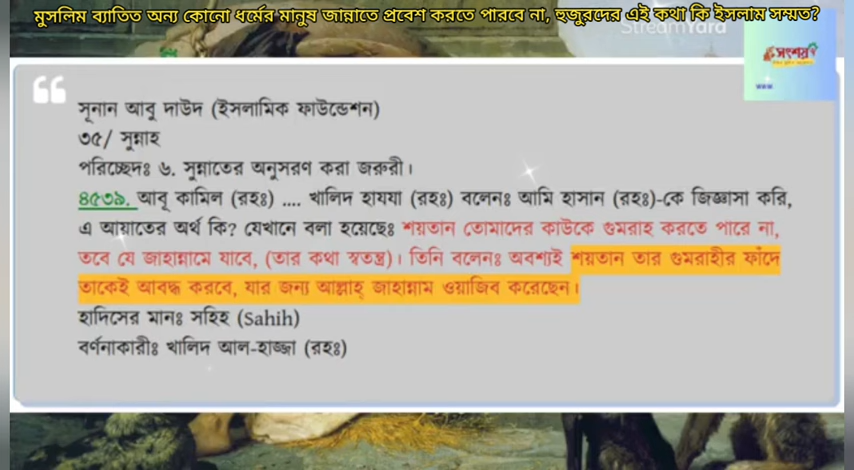 মুসলিম ব্যাতিত অন্য কোনো ধর্মের মানুষ জান্নাতে প্রবেশ করতে পারবে না, হুজুরদের এই কথা কি ইসলাম সম্মত?
StreamYard
সংশয়
www
সূনান আবু দাউদ (ইসলামিক ফাউন্ডেশন)
৩৫/ সুন্নাহ
পরিচ্ছেদঃ ৬. সুন্নাতের অনুসরণ করা জরুরী।
৪৫৩৯. আবূ কামিল (রহঃ) .... খালিদ হাযযা (রহঃ) বলেনঃ আমি হাসান (রহঃ)-কে জিজ্ঞাসা করি,
এ আয়াতের অর্থ কি? যেখানে বলা হয়েছেঃ শয়তান তোমাদের কাউকে গুমরাহ করতে পারে না,
তবে যে জাহান্নামে যাবে, (তার কথা স্বতন্ত্র)। তিনি বলেনঃ অবশ্যই শয়তান তার গুমরাহীর ফাঁদে
তাকেই আবদ্ধ করবে, যার জন্য আল্লাহ্ জাহান্নাম ওয়াজিব করেছেন।
হাদিসের মানঃ সহিহ (Sahih)
বর্ণনাকারীঃ খালিদ আল-হাজ্জা (রহঃ)